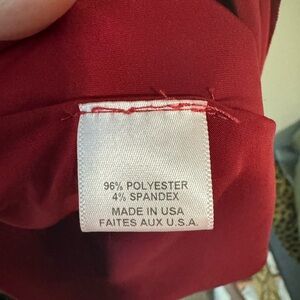 96% POLYESTER
4% SPANDEX
MADE IN USA
FAITES AUX U.S.A.